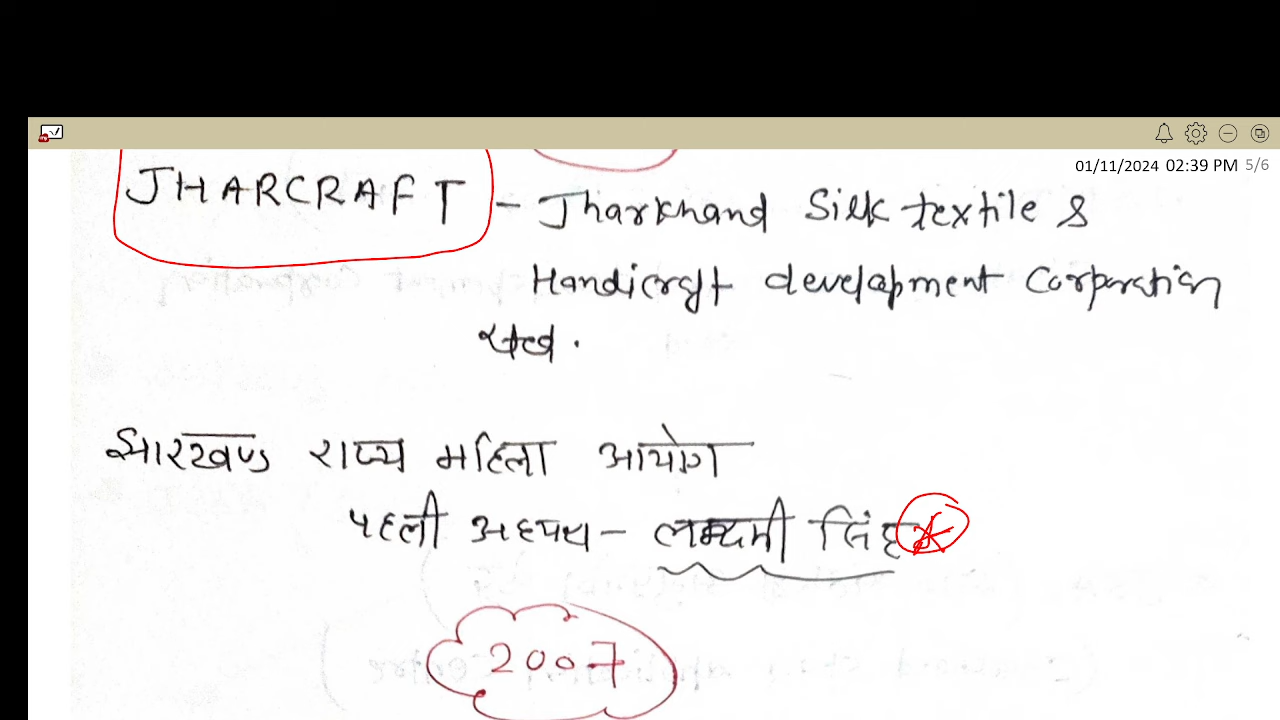 01/11/2024 02:39 PM 5/6
JHARCRAFT - Jharkhand Silk textile &
Handicraft development Corporation
झारखण्ड राज्य महिला आयोग
पहली अध्यक्ष - लक्ष्मी सिंह
2007